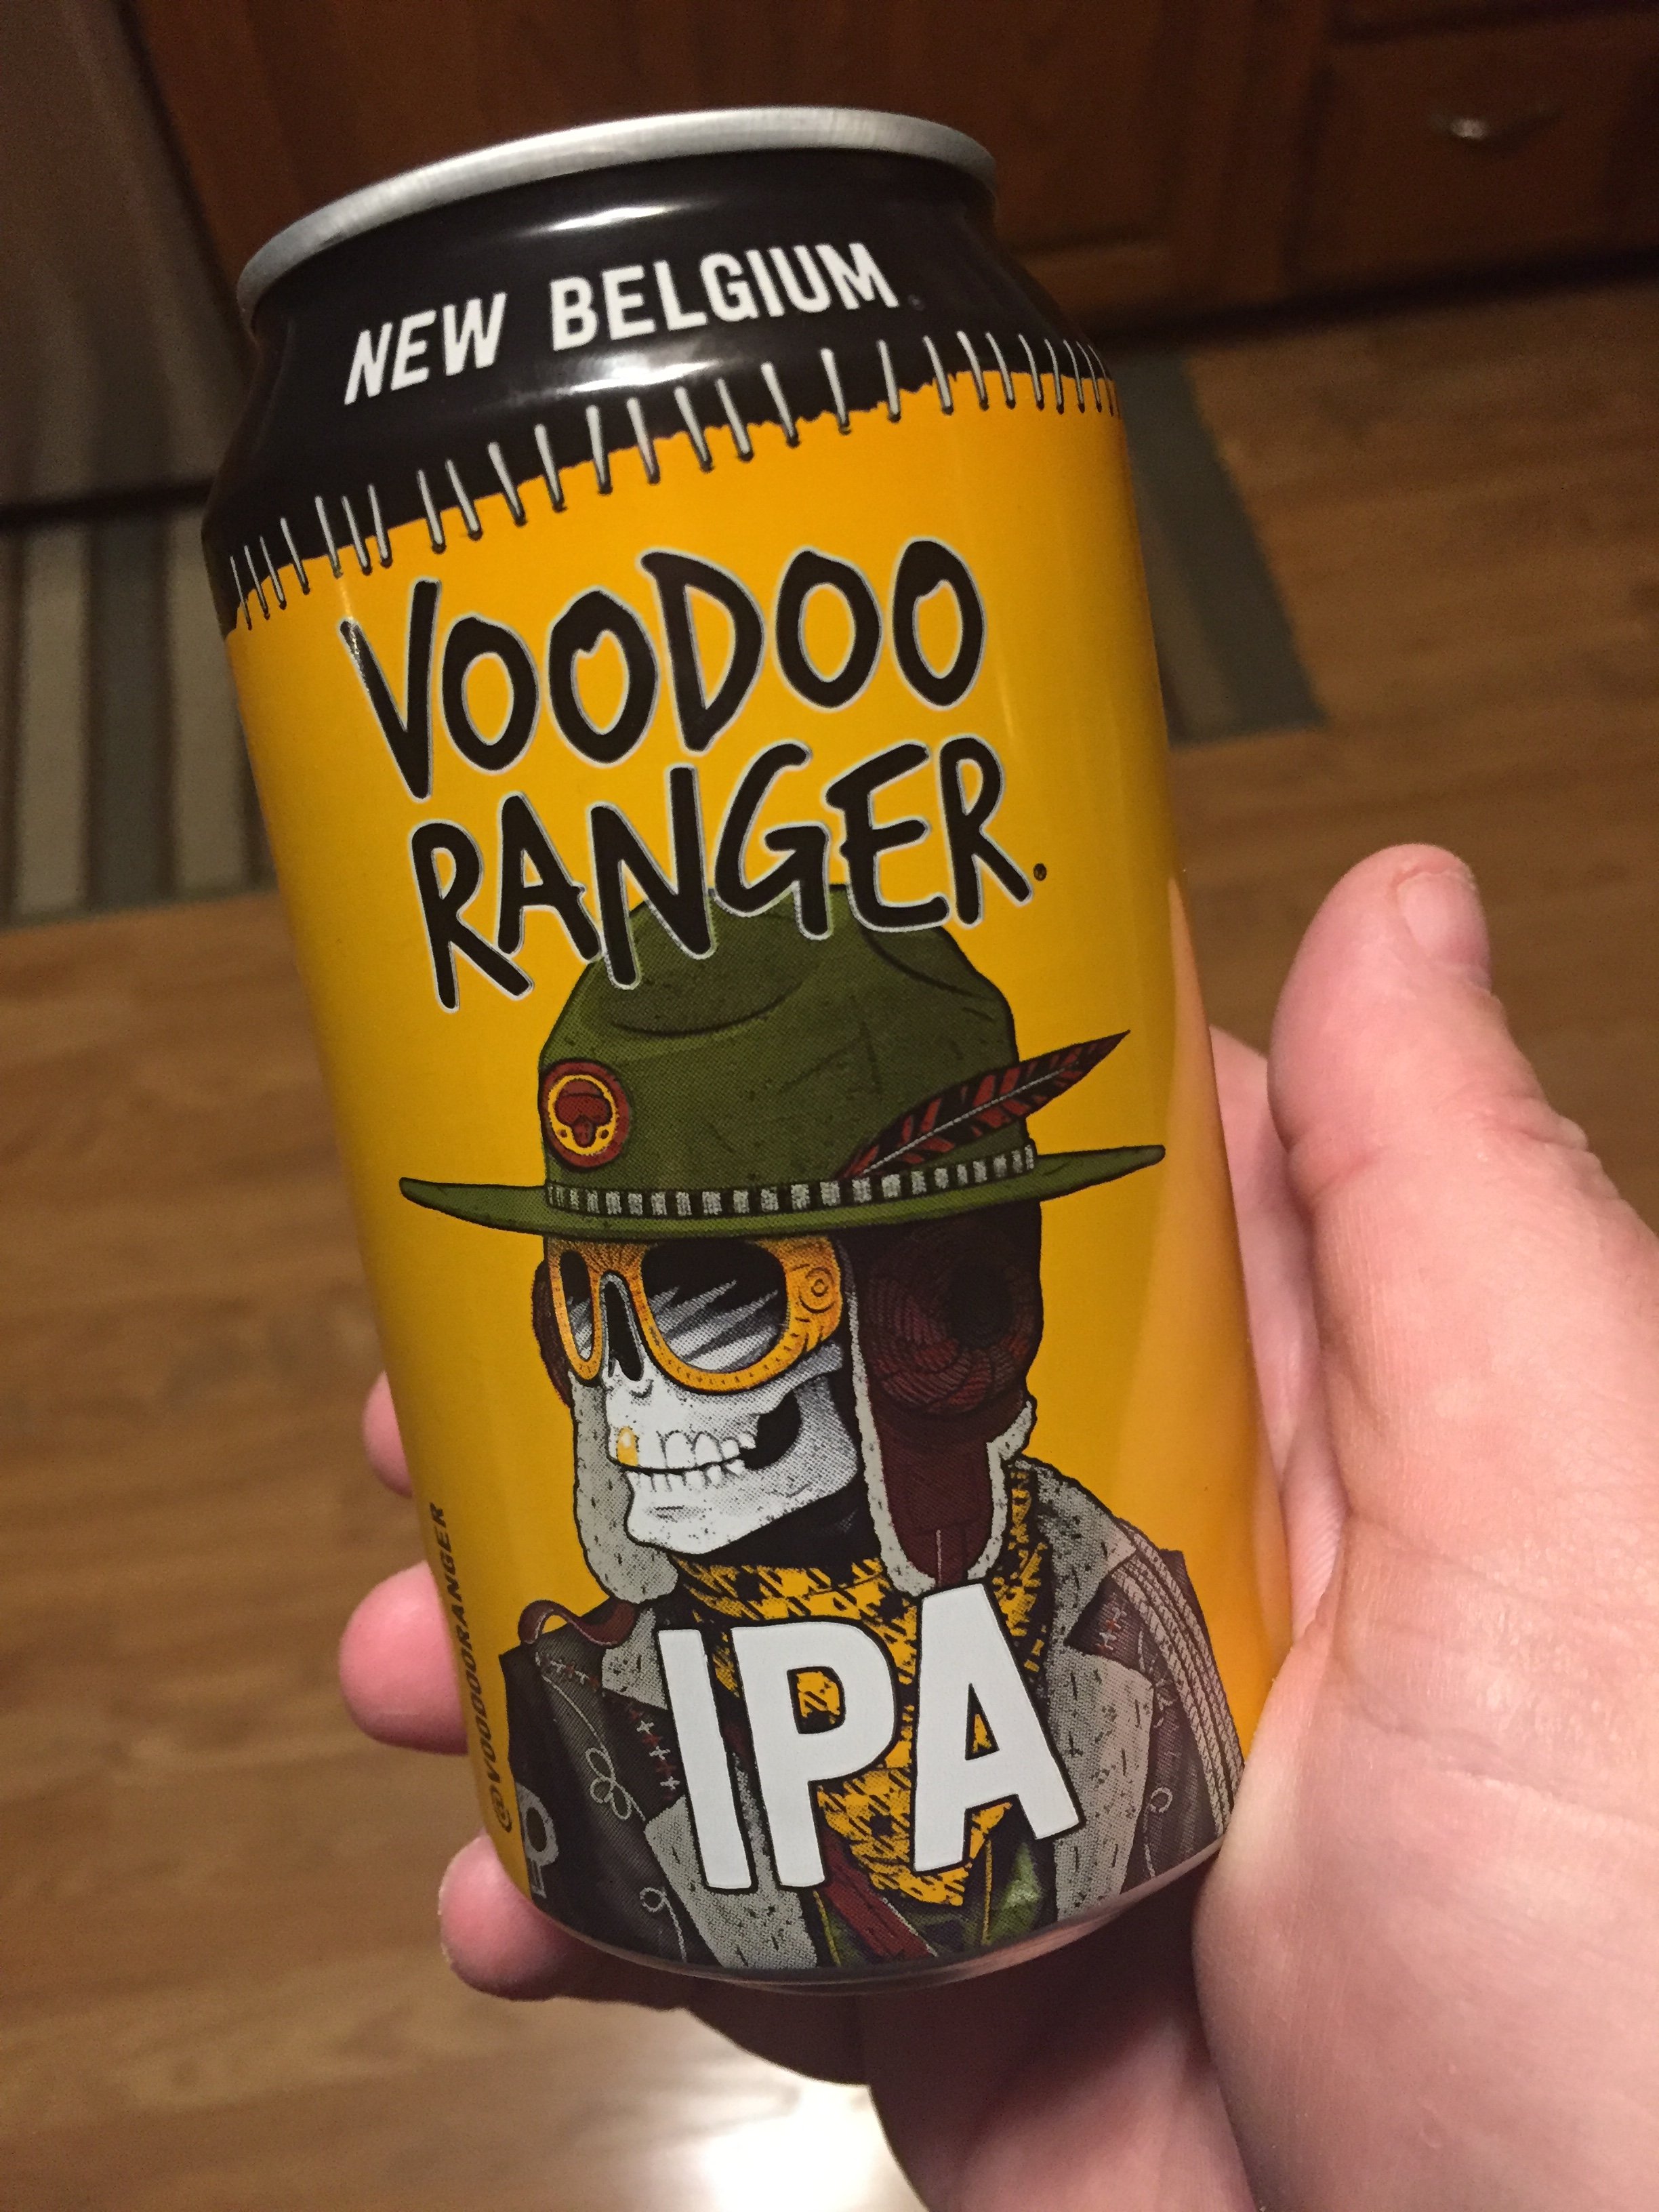 NEW BELGIUM
VOODOO
RANGER®
IPA
@VOODOORANGER